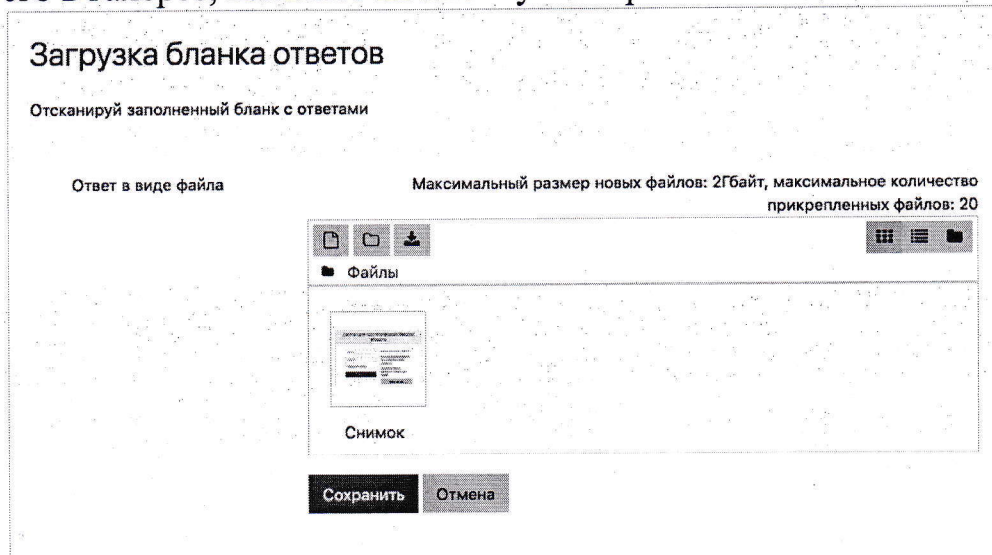 Загрузка бланка ответов
Отсканируй заполненный бланк с ответами
Ответ в виде файла
Максимальный размер новых файлов: 2Гбайт, максимальное количество
прикрепленных файлов: 20
Файлы
Снимок
Сохранить
Отмена